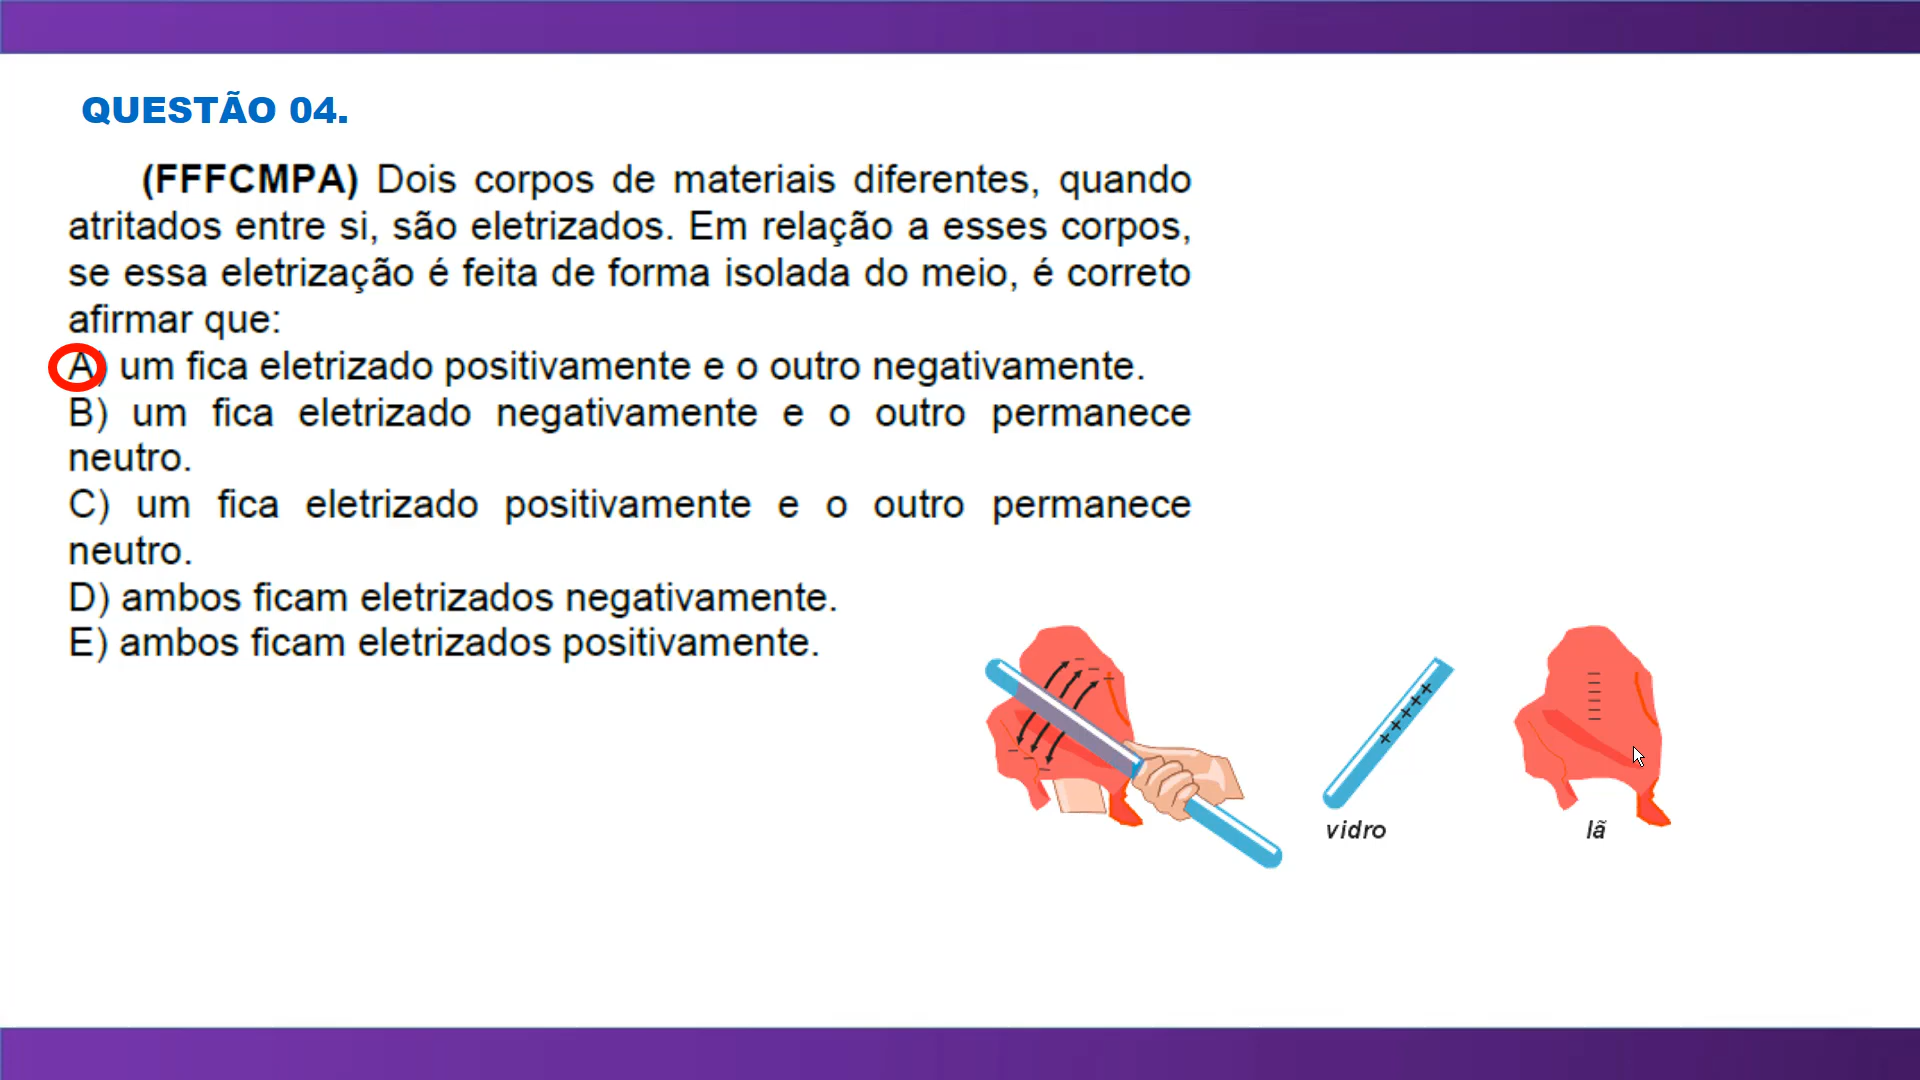 QUESTÃO 04.
(FFFCMPA) Dois corpos de materiais diferentes, quando
atritados entre si, são eletrizados. Em relação a esses corpos,
se essa eletrização é feita de forma isolada do meio, é correto
afirmar que:
A) um fica eletrizado positivamente e o outro negativamente.
B) um fica eletrizado negativamente e o outro permanece
neutro.
C) um fica eletrizado positivamente e o outro permanece
neutro.
D) ambos ficam eletrizados negativamente.
E) ambos ficam eletrizados positivamente.
vidro
lã